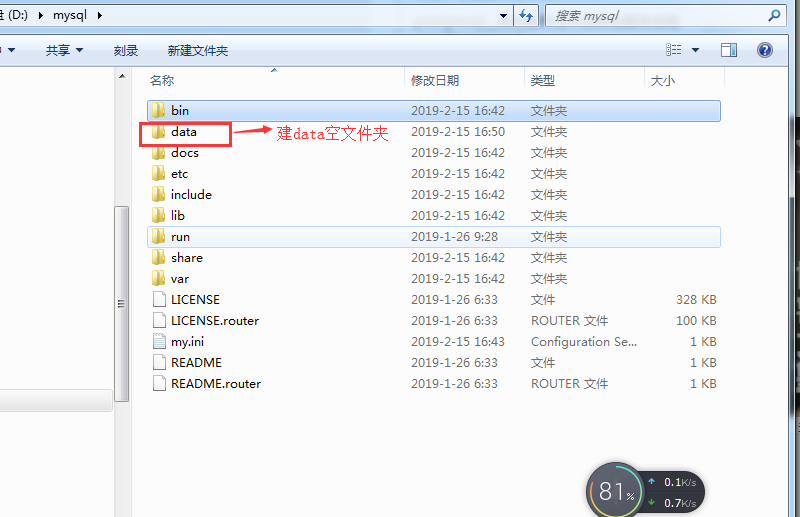 (D:) mysql 搜索 mysql
共享 刻录 新建文件夹
名称 修改日期 类型 大小
bin 2019-2-15 16:42 文件夹
data 2019-2-15 16:50 文件夹
建data空文件夹
docs 2019-2-15 16:42 文件夹
etc 2019-2-15 16:42 文件夹
include 2019-2-15 16:42 文件夹
lib 2019-2-15 16:42 文件夹
run 2019-1-26 9:28 文件夹
share 2019-2-15 16:42 文件夹
var 2019-2-15 16:42 文件夹
LICENSE 2019-1-26 6:33 文件 328 KB
LICENSE.router 2019-1-26 6:33 ROUTER 文件 100 KB
my.ini 2019-2-15 16:43 Configuration Se... 1 KB
README 2019-1-26 6:33 文件 1 KB
README.router 2019-1-26 6:33 ROUTER 文件 1 KB
81% 0.1K/s
0.7K/s